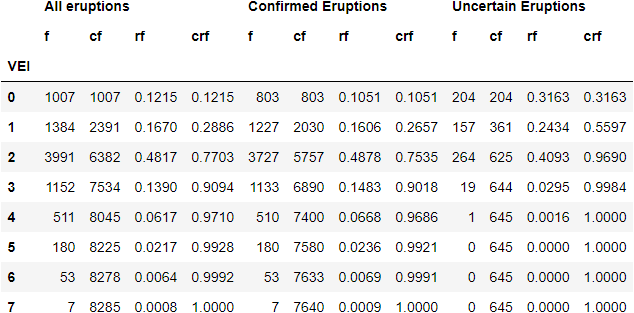 All eruptions Confirmed Eruptions Uncertain Eruptions
f cf rf crf f cf rf crf f cf rf crf
VEI
0 1007 1007 0.1215 0.1215 803 803 0.1051 0.1051 204 204 0.3163 0.3163
1 1384 2391 0.1670 0.2886 1227 2030 0.1606 0.2657 157 361 0.2434 0.5597
2 3991 6382 0.4817 0.7703 3727 5757 0.4878 0.7535 264 625 0.4093 0.9690
3 1152 7534 0.1390 0.9094 1133 6890 0.1483 0.9018 19 644 0.0295 0.9984
4 511 8045 0.0617 0.9710 510 7400 0.0668 0.9686 1 645 0.0016 1.0000
5 180 8225 0.0217 0.9928 180 7580 0.0236 0.9921 0 645 0.0000 1.0000
6 53 8278 0.0064 0.9992 53 7633 0.0069 0.9991 0 645 0.0000 1.0000
7 7 8285 0.0008 1.0000 7 7640 0.0009 1.0000 0 645 0.0000 1.0000